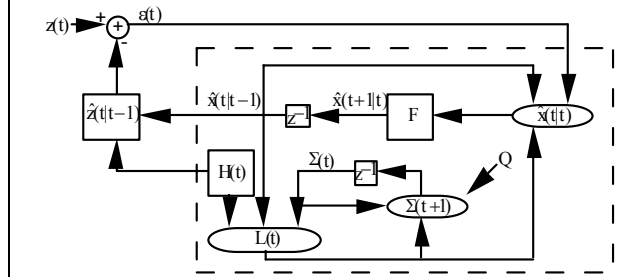 z(t) + ε(t)
-
ẑ(t|t−1) x̂(t|t−1) z⁻¹ x̂(t+1|t) F x̂(t|t)
H(t) Σ(t) z⁻¹ Q
Σ(t+1)
L(t)